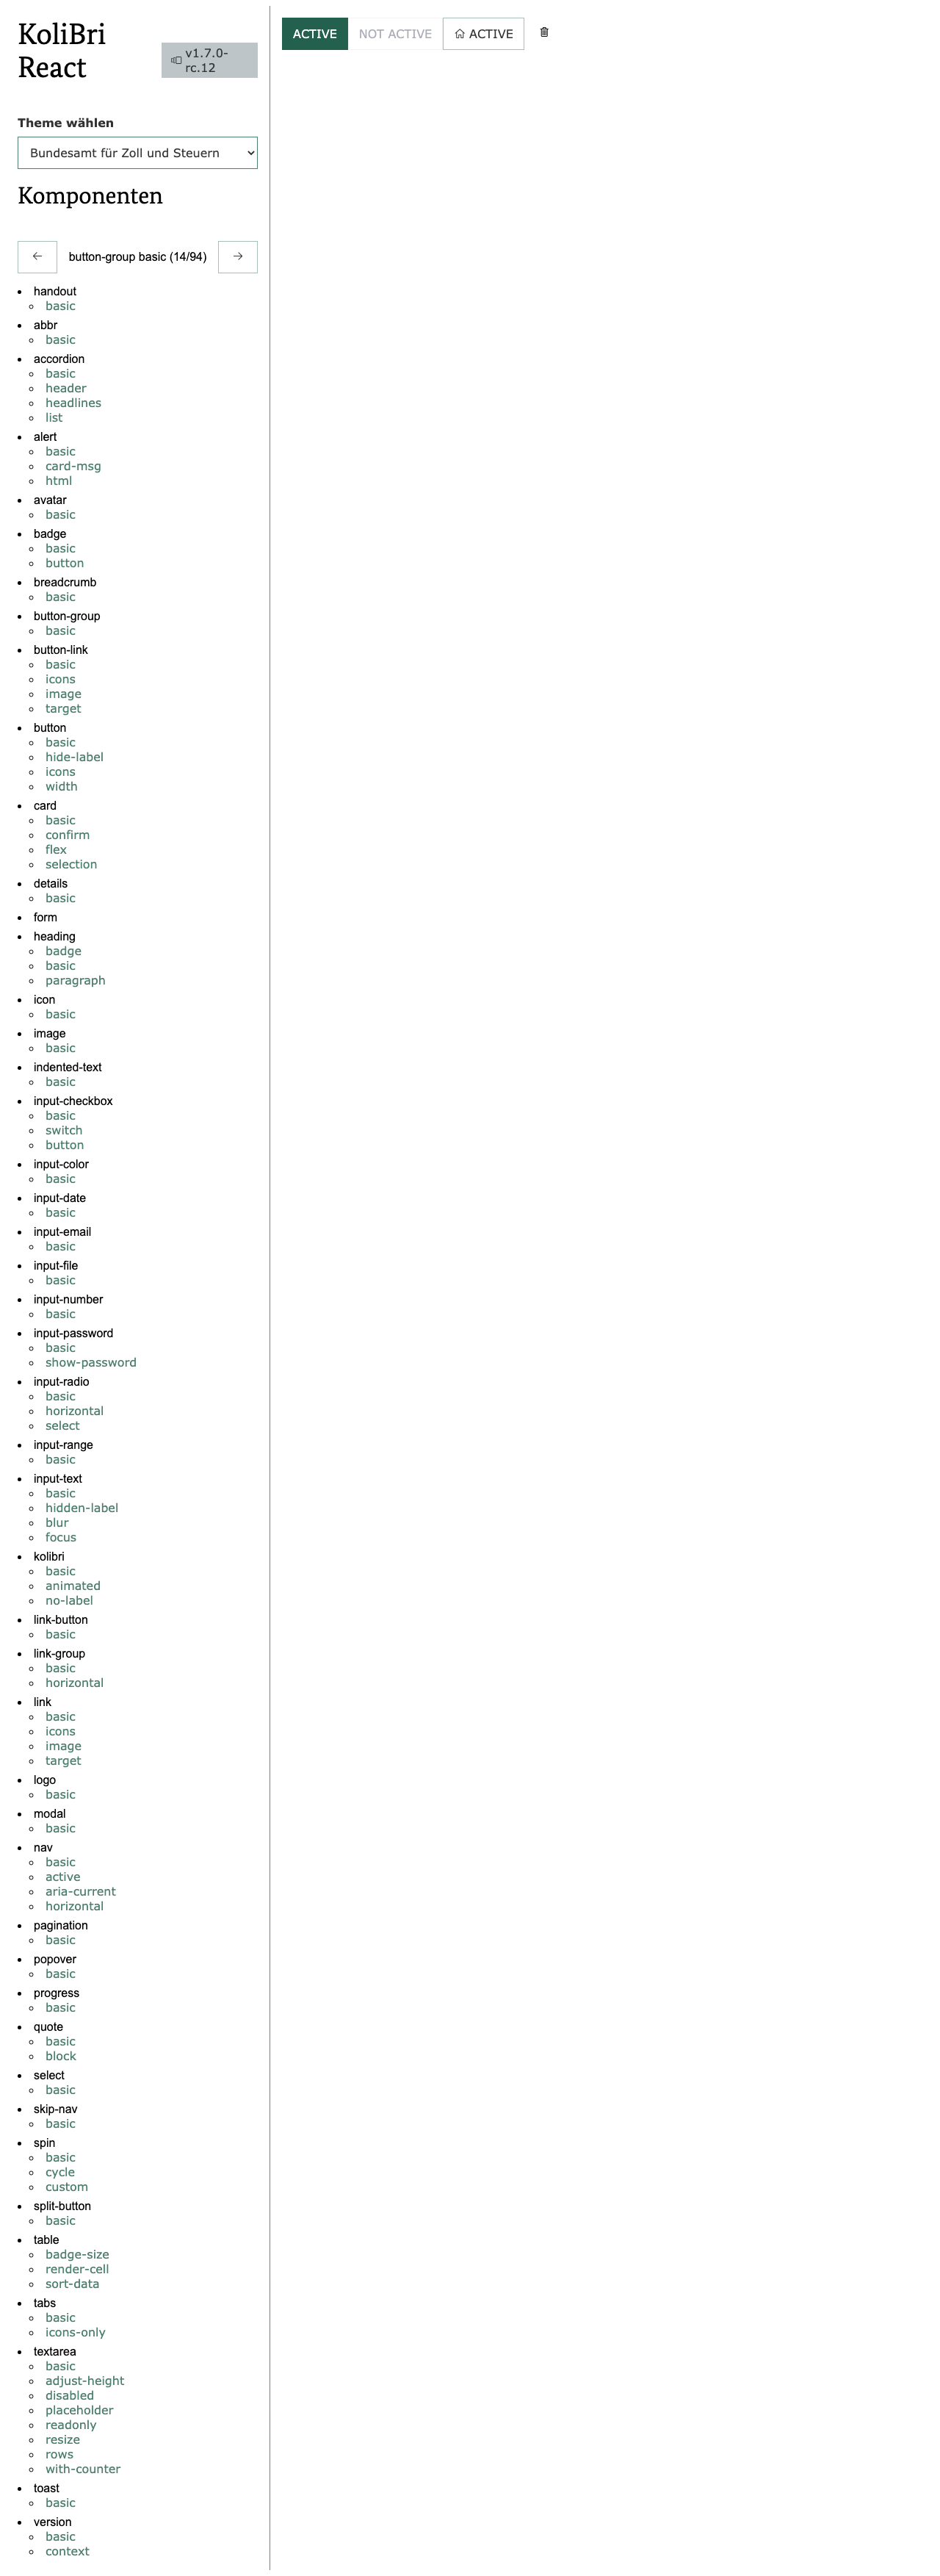 KoliBri
React
v1.7.0-
rc.12
Theme wählen
Bundesamt für Zoll und Steuern
Komponenten
button-group basic (14/94)
handout
basic
abbr
basic
accordion
basic
header
headlines
list
alert
basic
card-msg
html
avatar
basic
badge
basic
button
breadcrumb
basic
button-group
basic
button-link
basic
icons
image
target
button
basic
hide-label
icons
width
card
basic
confirm
flex
selection
details
basic
form
heading
badge
basic
paragraph
icon
basic
image
basic
indented-text
basic
input-checkbox
basic
switch
button
input-color
basic
input-date
basic
input-email
basic
input-file
basic
input-number
basic
input-password
basic
show-password
input-radio
basic
horizontal
select
input-range
basic
input-text
basic
hidden-label
blur
focus
kolibri
basic
animated
no-label
link-button
basic
link-group
basic
horizontal
link
basic
icons
image
target
logo
basic
modal
basic
nav
basic
active
aria-current
horizontal
pagination
basic
popover
basic
progress
basic
quote
basic
block
select
basic
skip-nav
basic
spin
basic
cycle
custom
split-button
basic
table
badge-size
render-cell
sort-data
tabs
basic
icons-only
textarea
basic
adjust-height
disabled
placeholder
readonly
resize
rows
with-counter
toast
basic
version
basic
context
ACTIVE NOT ACTIVE ACTIVE